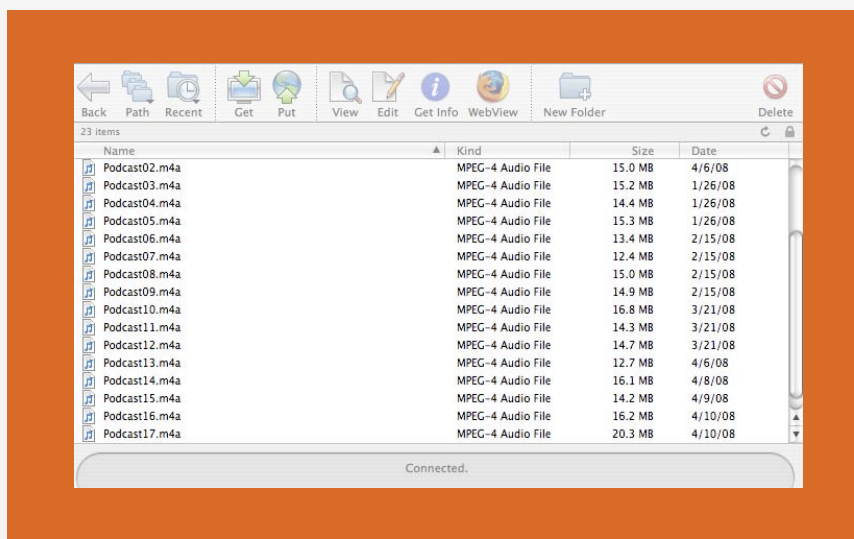 Back Path Recent Get Put View Edit Get Info WebView New Folder Delete
23 items
Name Kind Size Date
Podcast02.m4a MPEG-4 Audio File 15.0 MB 4/6/08
Podcast03.m4a MPEG-4 Audio File 15.2 MB 1/26/08
Podcast04.m4a MPEG-4 Audio File 14.4 MB 1/26/08
Podcast05.m4a MPEG-4 Audio File 15.3 MB 1/26/08
Podcast06.m4a MPEG-4 Audio File 13.4 MB 2/15/08
Podcast07.m4a MPEG-4 Audio File 12.4 MB 2/15/08
Podcast08.m4a MPEG-4 Audio File 15.0 MB 2/15/08
Podcast09.m4a MPEG-4 Audio File 14.9 MB 2/15/08
Podcast10.m4a MPEG-4 Audio File 16.8 MB 3/21/08
Podcast11.m4a MPEG-4 Audio File 14.3 MB 3/21/08
Podcast12.m4a MPEG-4 Audio File 14.7 MB 3/21/08
Podcast13.m4a MPEG-4 Audio File 12.7 MB 4/6/08
Podcast14.m4a MPEG-4 Audio File 16.1 MB 4/8/08
Podcast15.m4a MPEG-4 Audio File 14.2 MB 4/9/08
Podcast16.m4a MPEG-4 Audio File 16.2 MB 4/10/08
Podcast17.m4a MPEG-4 Audio File 20.3 MB 4/10/08
Connected.